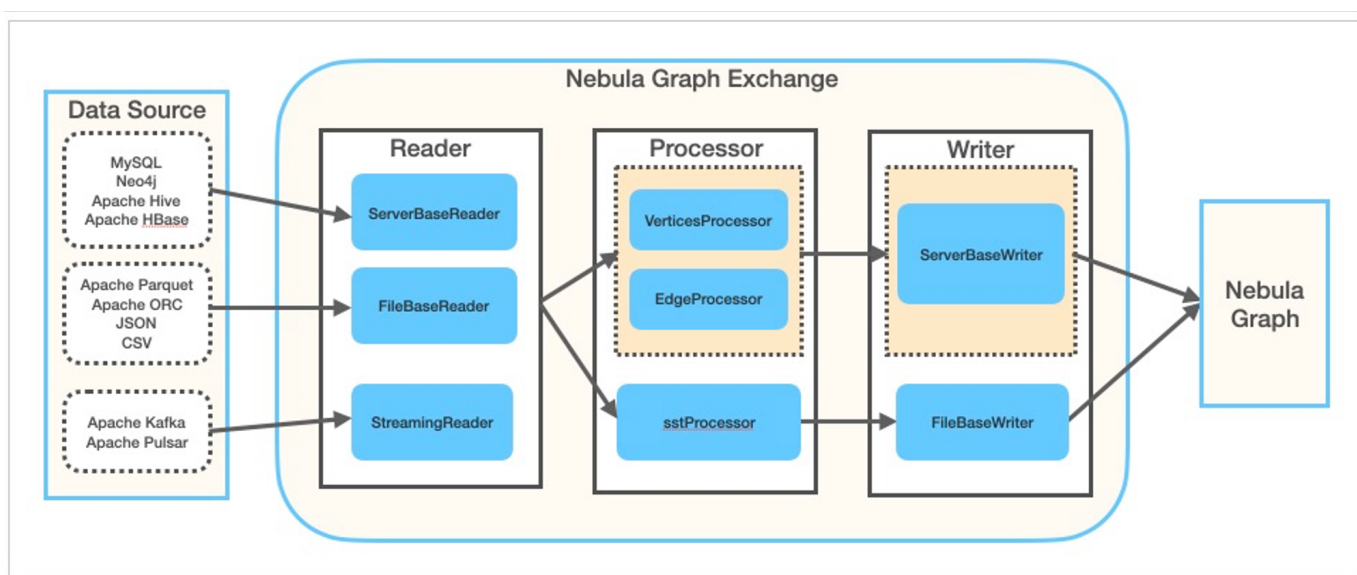 Nebula Graph Exchange
Data Source
MySQL
Neo4j
Apache Hive
Apache HBase
Apache Parquet
Apache ORC
JSON
CSV
Apache Kafka
Apache Pulsar
Reader
ServerBaseReader
FileBaseReader
StreamingReader
Processor
VerticesProcessor
EdgeProcessor
sstProcessor
Writer
ServerBaseWriter
FileBaseWriter
Nebula
Graph